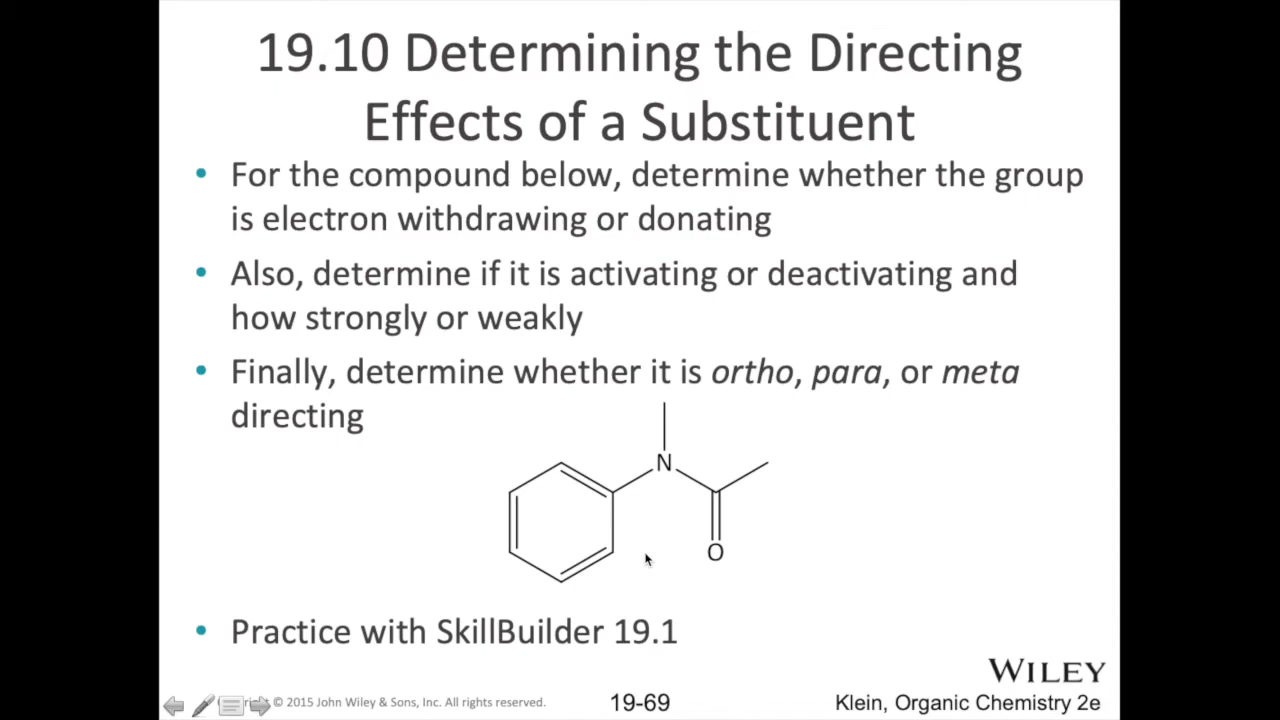 19.10 Determining the Directing
Effects of a Substituent
• For the compound below, determine whether the group
is electron withdrawing or donating
• Also, determine if it is activating or deactivating and
how strongly or weakly
• Finally, determine whether it is ortho, para, or meta
directing
N
O
• Practice with SkillBuilder 19.1
WILEY
© 2015 John Wiley & Sons, Inc. All rights reserved.
19-69
Klein, Organic Chemistry 2e